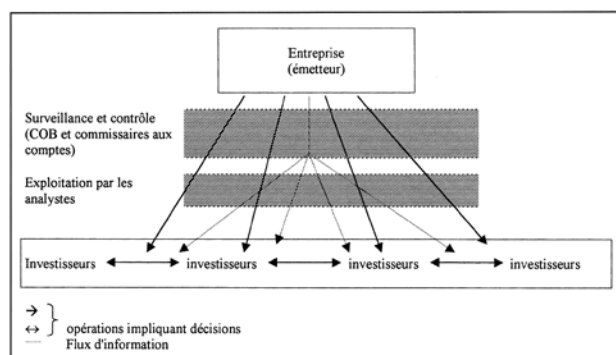 Entreprise
(émetteur)
Surveillance et contrôle
(COB et commissaires aux
comptes)
Exploitation par les
analystes
Investisseurs investisseurs investisseurs investisseurs
opérations impliquant décisions
Flux d'information